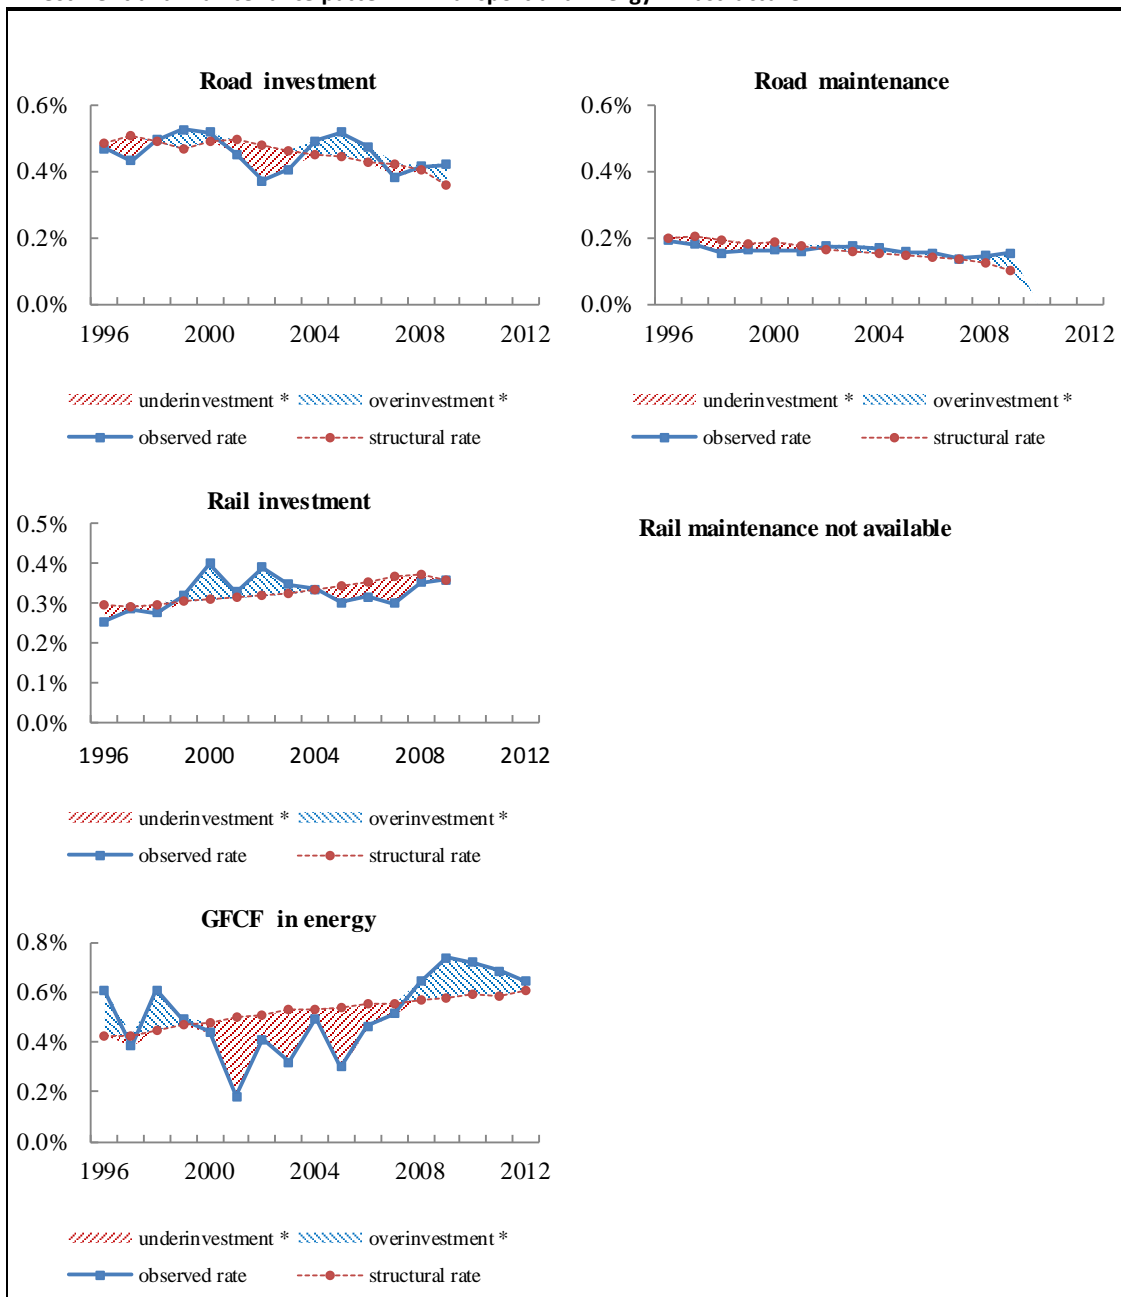 Road investment
0.6%
0.4%
0.2%
0.0%
1996 2000 2004 2008 2012
underinvestment * overinvestment *
observed rate structural rate
Road maintenance
0.6%
0.4%
0.2%
0.0%
1996 2000 2004 2008 2012
underinvestment * overinvestment *
observed rate structural rate
Rail investment
0.5%
0.4%
0.3%
0.2%
0.1%
0.0%
1996 2000 2004 2008 2012
underinvestment * overinvestment *
observed rate structural rate
Rail maintenance not available
GFCF in energy
0.8%
0.6%
0.4%
0.2%
0.0%
1996 2000 2004 2008 2012
underinvestment * overinvestment *
observed rate structural rate